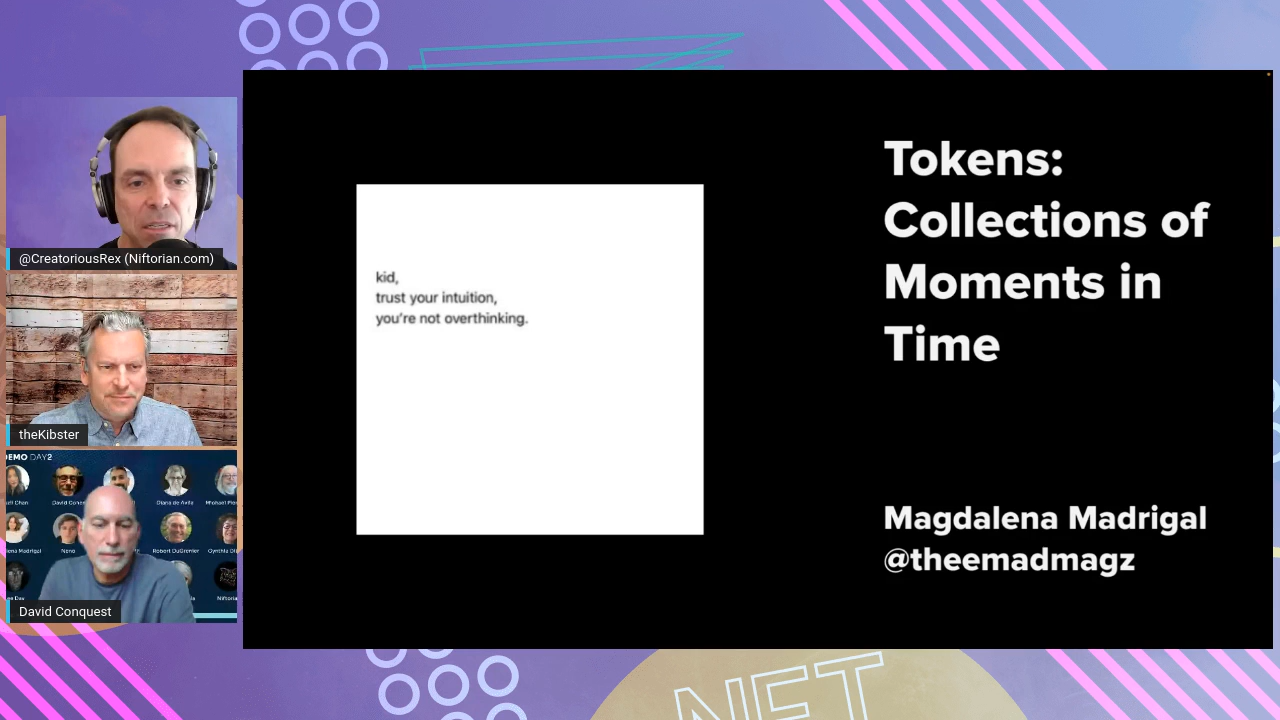 @CreatoriousRex (Niftorian.com)
theKibster
DEMO DAY2
David Conquest
kid,
trust your intuition,
you're not overthinking.
Tokens:
Collections of
Moments in
Time
Magdalena Madrigal
@theemadmagz
NFT